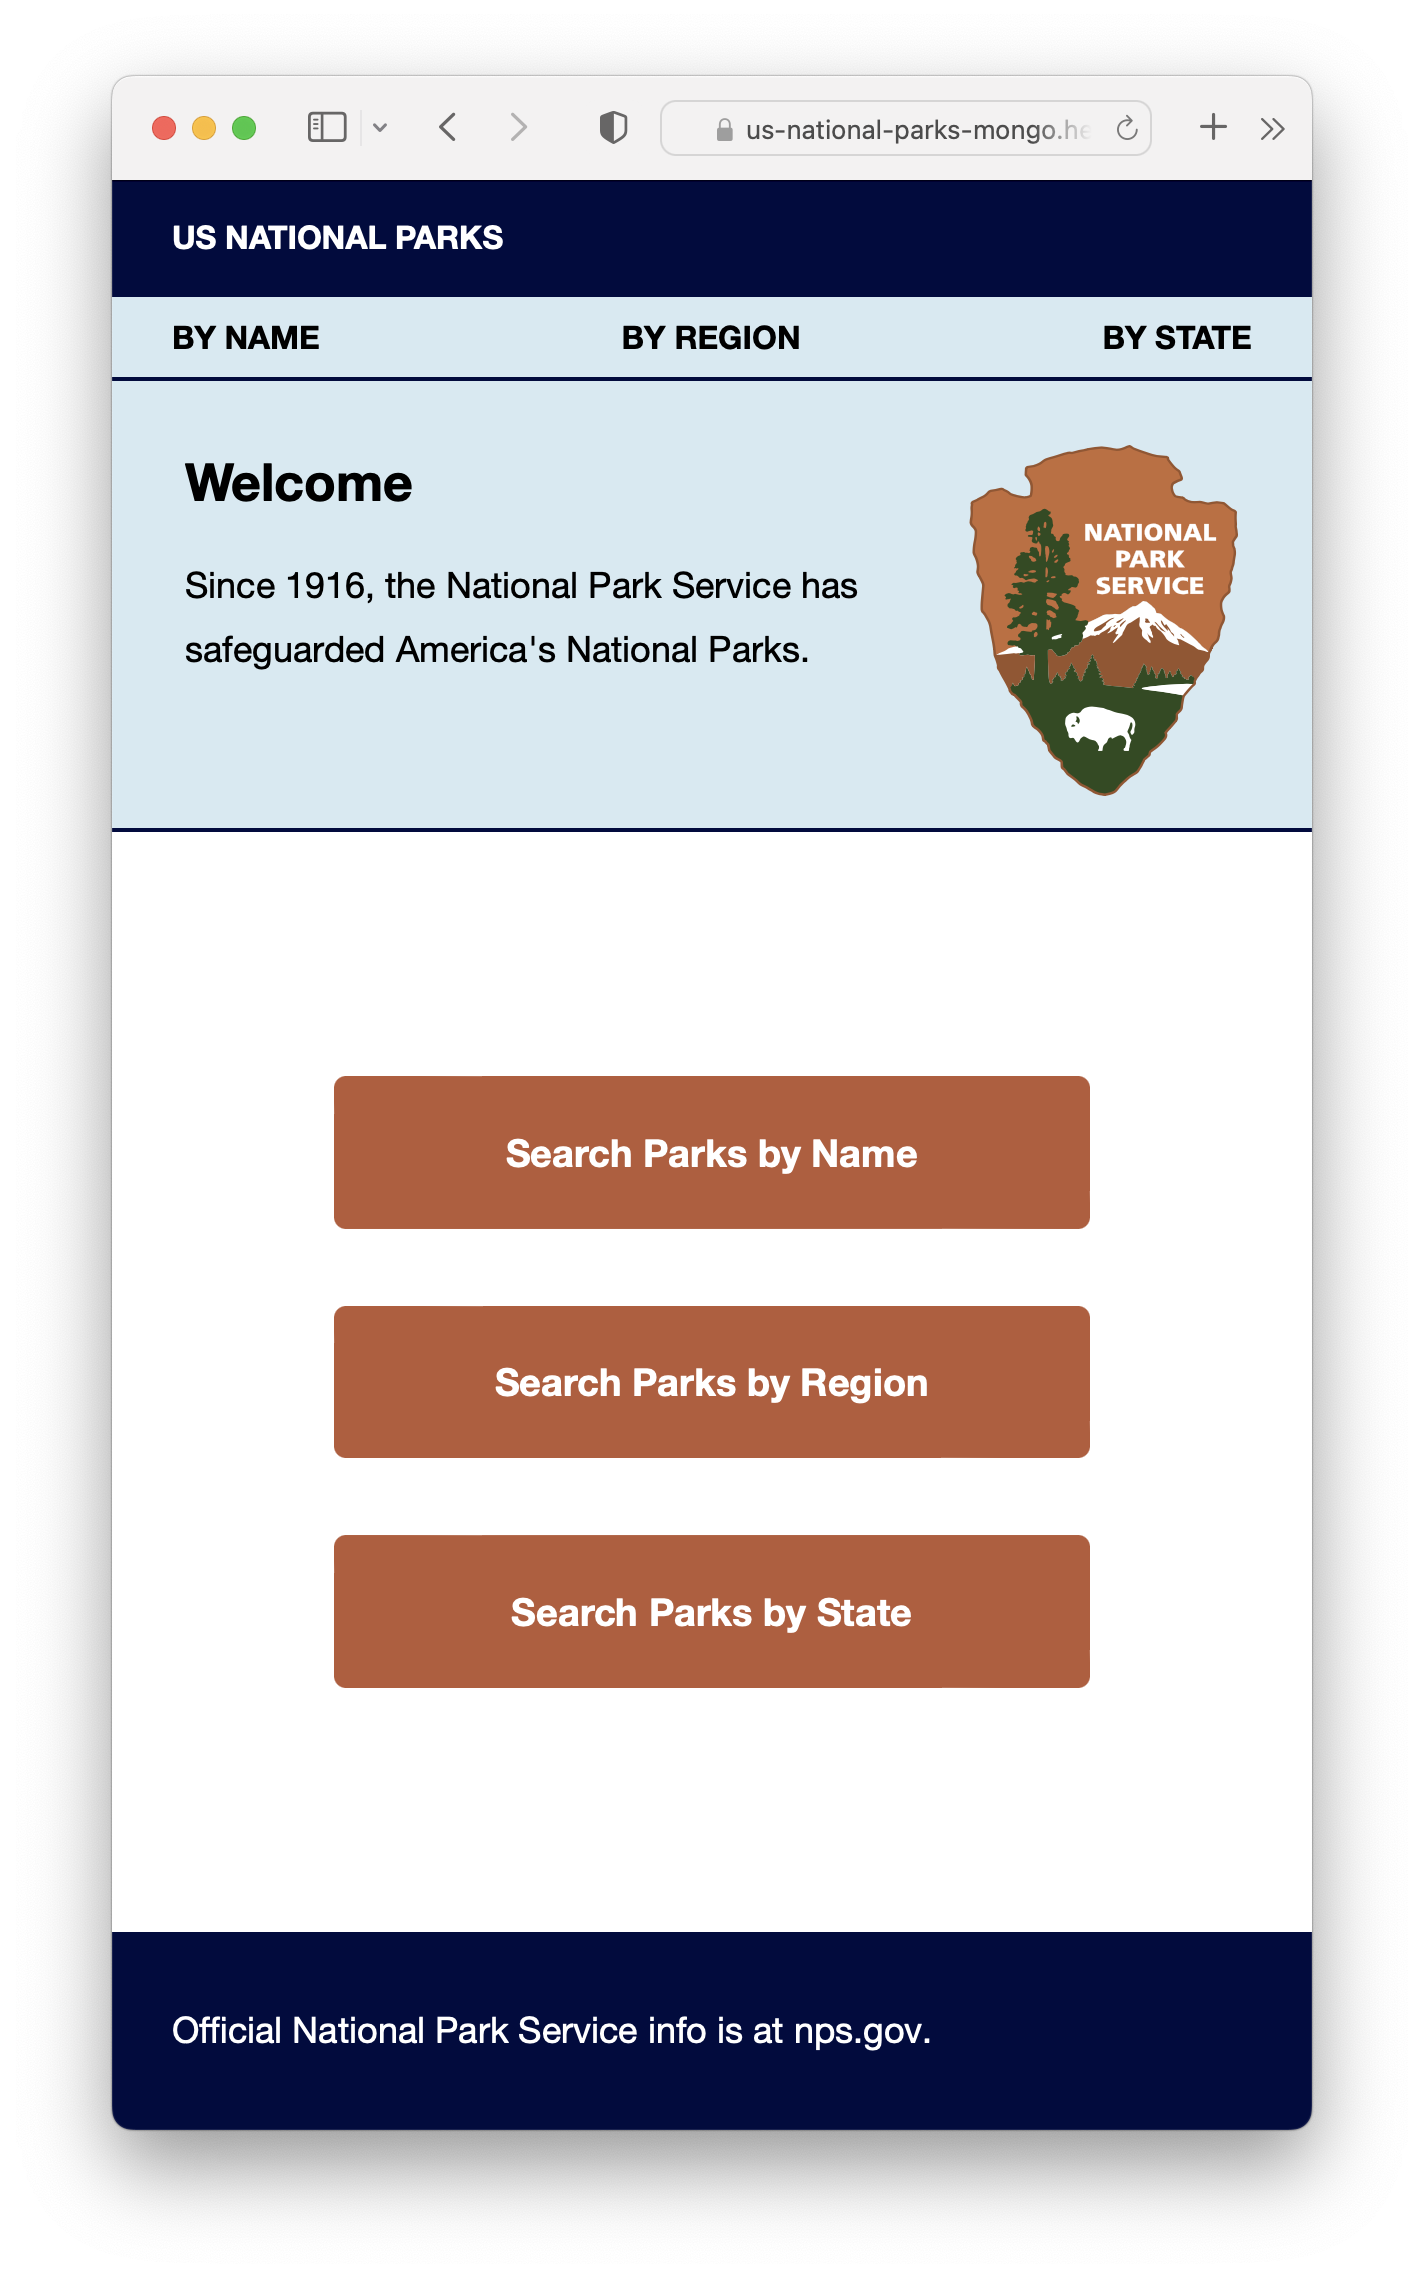 us-national-parks-mongo.he
US NATIONAL PARKS
BY NAME BY REGION BY STATE
Welcome
Since 1916, the National Park Service has
safeguarded America's National Parks.
NATIONAL
PARK
SERVICE
Search Parks by Name
Search Parks by Region
Search Parks by State
Official National Park Service info is at nps.gov.